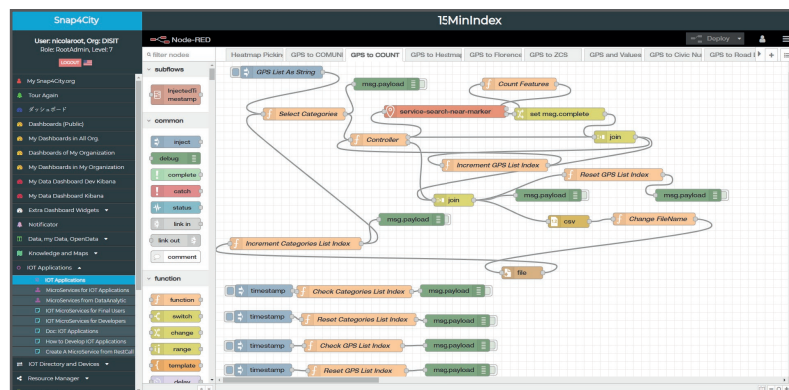 Snap4City
15MinIndex
User: nicolaroot, Org: DISIT
Role: RootAdmin, Level: 7
LOGOUT
Node-RED
Deploy
filter nodes
Heatmap Pickin
GPS to COMUNI
GPS to COUNT
GPS to Heatmap
GPS to Florence
GPS to ZCS
GPS and Values
GPS to Civic Nu
GPS to Road I
My Snap4City.org
Tour Again
ダッシュボード
Dashboards (Public)
My Dashboards in All Org.
Dashboards of My Organization
My Dashboards in My Organization
My Data Dashboard Dev Kibana
My Data Dashboard Kibana
Extra Dashboard Widgets
Notificator
Data, my Data, OpenData
Knowledge and Maps
IOT Applications
IOT Applications
MicroServices for IOT Applications
MicroServices from DataAnalytic
IOT MicroServices for Final Users
IOT MicroServices for Developers
Doc: IOT Applications
How to Develop IOT Applications
Create A MicroService from RestCall
IOT Directory and Devices
Resource Manager
subflows
InjectedTi
mestamp
common
inject
debug
complete
catch
status
link in
link out
comment
function
function
switch
change
range
template
delay
GPS List As String
msg.payload
Count Features
Select Categories
service-search-near-marker
set msg.complete
Controller
join
Increment GPS List Index
Reset GPS List Index
join
msg.payload
msg.payload
msg.payload
csv
Change FileName
Increment Categories List Index
file
timestamp
Check Categories List Index
msg.payload
timestamp
Reset Categories List Index
msg.payload
timestamp
Check GPS List Index
msg.payload
timestamp
Reset GPS List Index
msg.payload